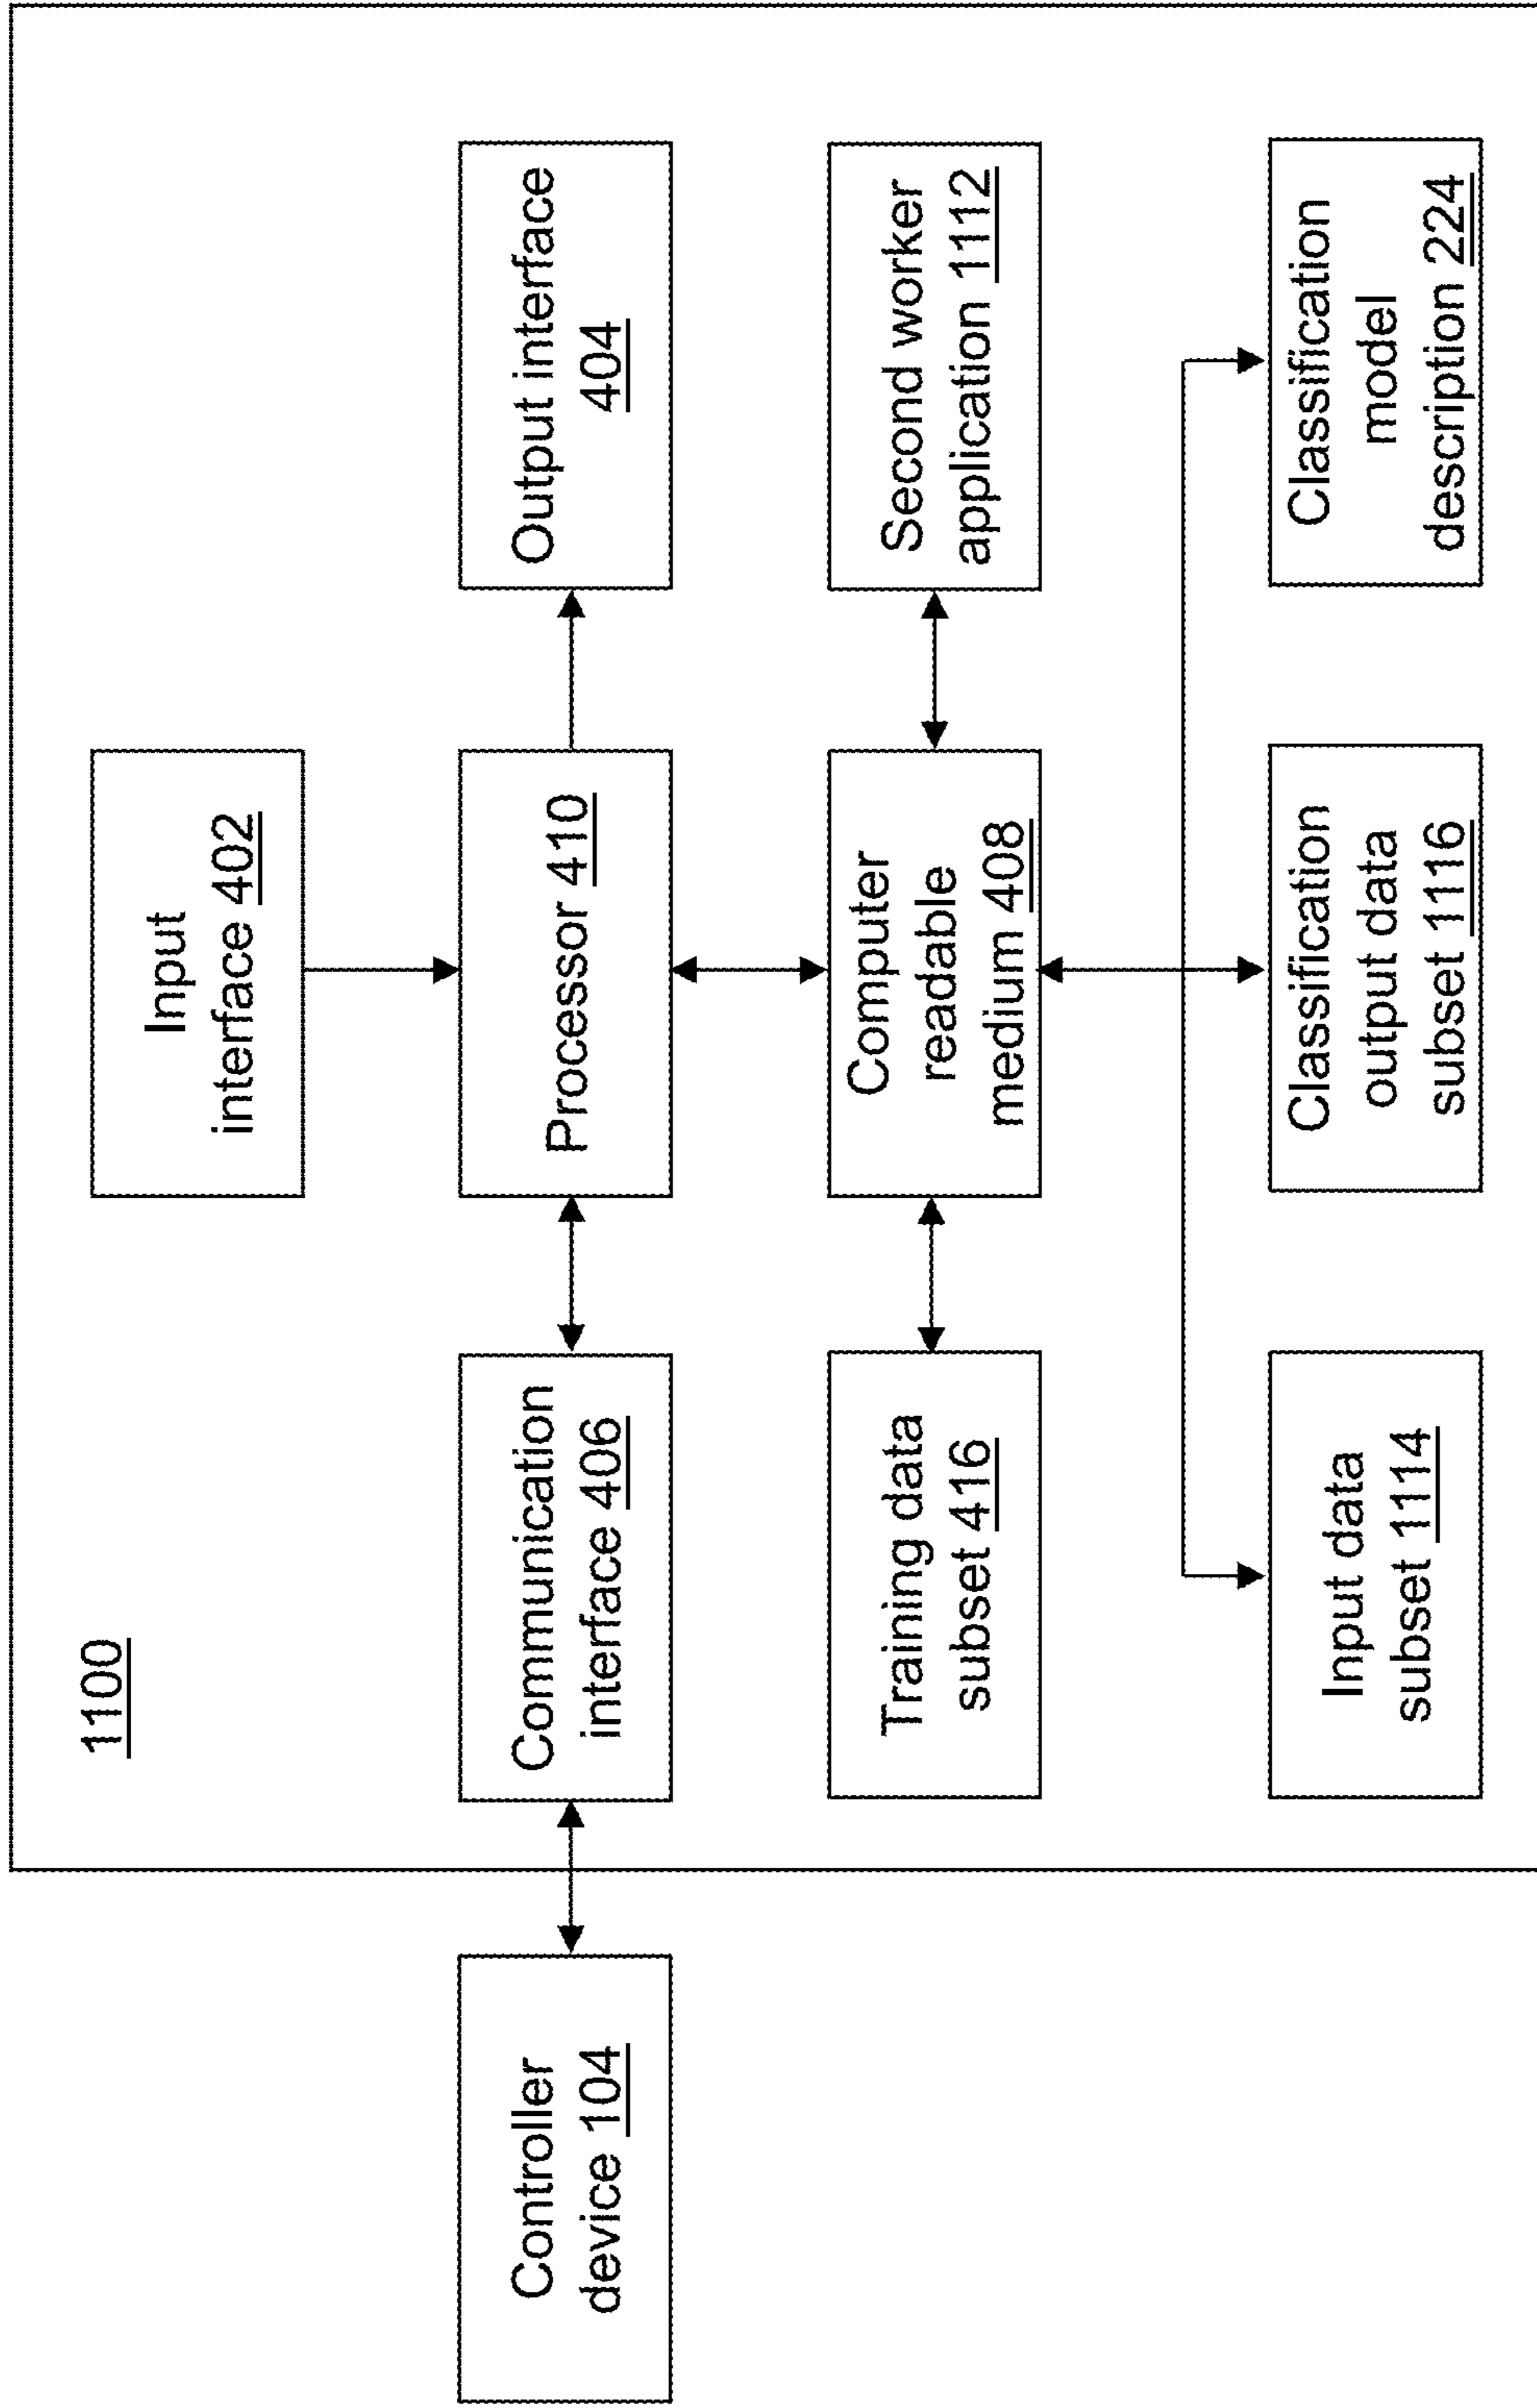 1100
Input
interface 402
Controller
device 104
Communication
interface 406
Processor 410
Output interface
404
Training data
subset 416
Computer
readable
medium 408
Second worker
application 1112
Input data
subset 1114
Classification
output data
subset 1116
Classification
model
description 224